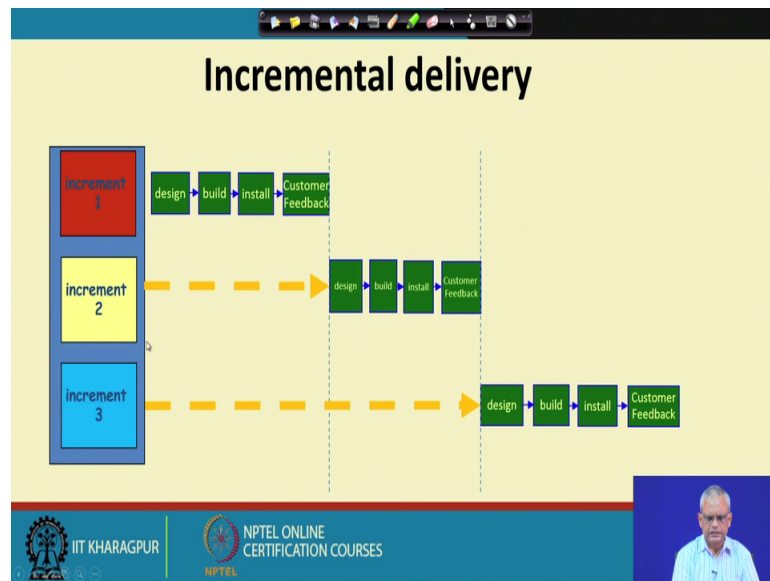 Incremental delivery
increment
1
design
build
install
Customer
Feedback
increment
2
design
build
install
Customer
Feedback
increment
3
design
build
install
Customer
Feedback
IIT KHARAGPUR
NPTEL
NPTEL ONLINE
CERTIFICATION COURSES